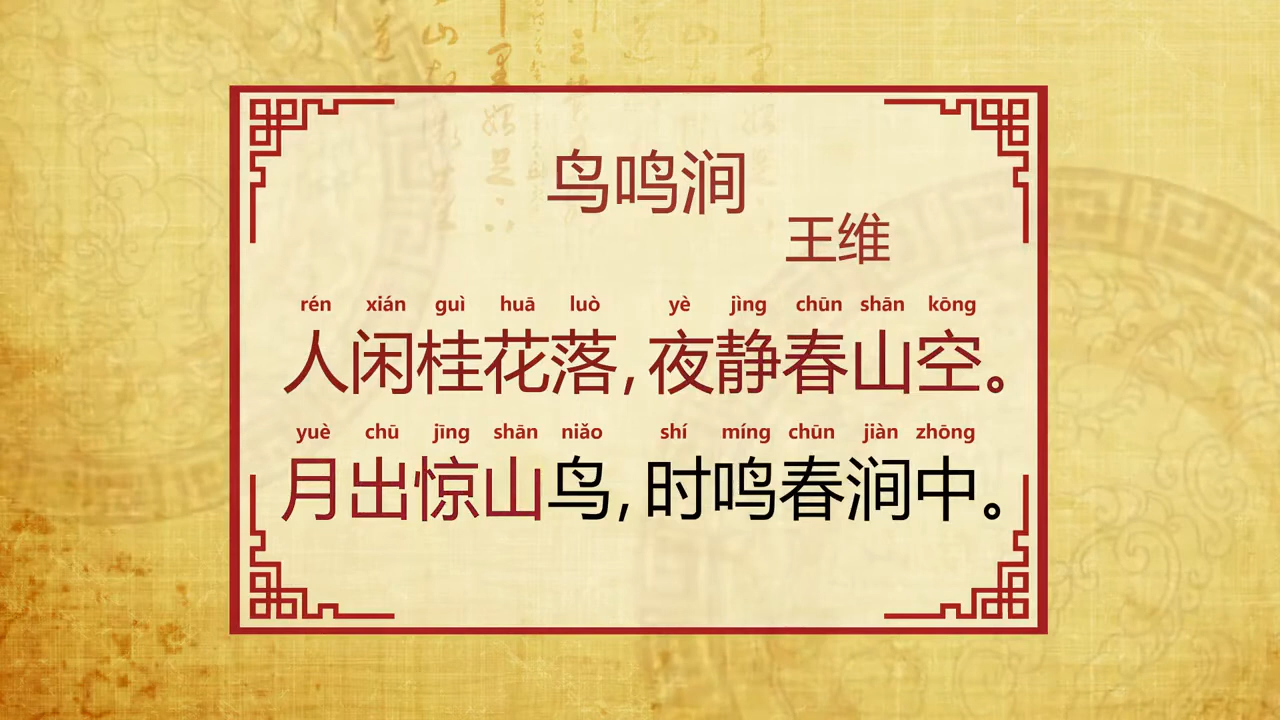 鸟鸣涧
王维
rén xián guì huā luò yè jìng chūn shān kōng
人闲桂花落,夜静春山空。
yuè chū jīng shān niǎo shí míng chūn jiàn zhōng
月出惊山鸟,时鸣春涧中。